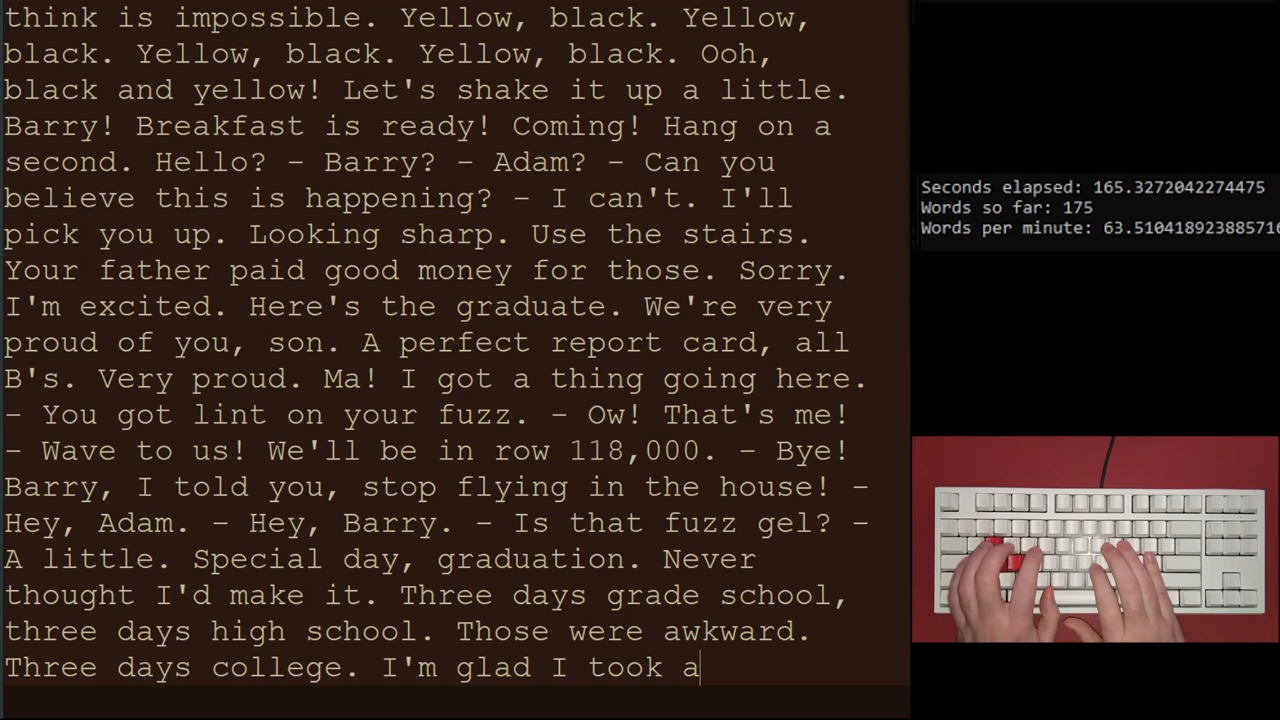 think is impossible. Yellow, black. Yellow,
black. Yellow, black. Yellow, black. Ooh,
black and yellow! Let's shake it up a little.
Barry! Breakfast is ready! Coming! Hang on a
second. Hello? - Barry? - Adam? - Can you
believe this is happening? - I can't. I'll
pick you up. Looking sharp. Use the stairs.
Your father paid good money for those. Sorry.
I'm excited. Here's the graduate. We're very
proud of you, son. A perfect report card, all
B's. Very proud. Ma! I got a thing going here.
- You got lint on your fuzz. - Ow! That's me!
- Wave to us! We'll be in row 118,000. - Bye!
Barry, I told you, stop flying in the house! -
Hey, Adam. - Hey, Barry. - Is that fuzz gel? -
A little. Special day, graduation. Never
thought I'd make it. Three days grade school,
three days high school. Those were awkward.
Three days college. I'm glad I took a
Seconds elapsed: 165.3272042274475
Words so far: 175
Words per minute: 63.510418923885716